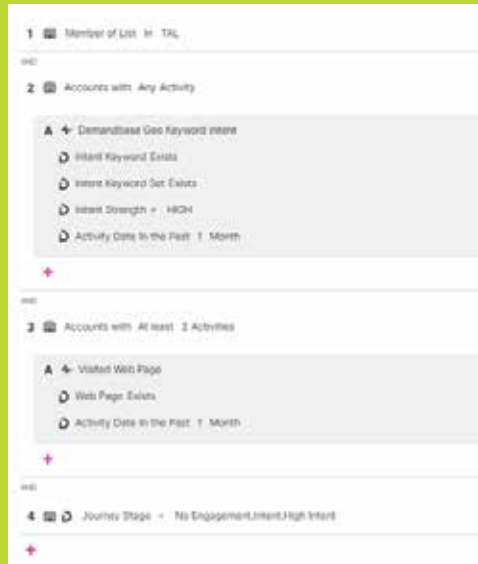 1 Member of List in TAL
AND
2 Accounts with Any Activity
A Demandbase Geo Keyword Intent
Intent Keyword Exists
Intent Keyword Set Exists
Intent Strength = HIGH
Activity Date In the Past 1 Month
+
AND
3 Accounts with At least Activities
A Visited Web Page
Web Page Exists
Activity Date In the Past 1 Month
+
AND
4 Journey Stage = No Engagement,Intent,High Intent
+